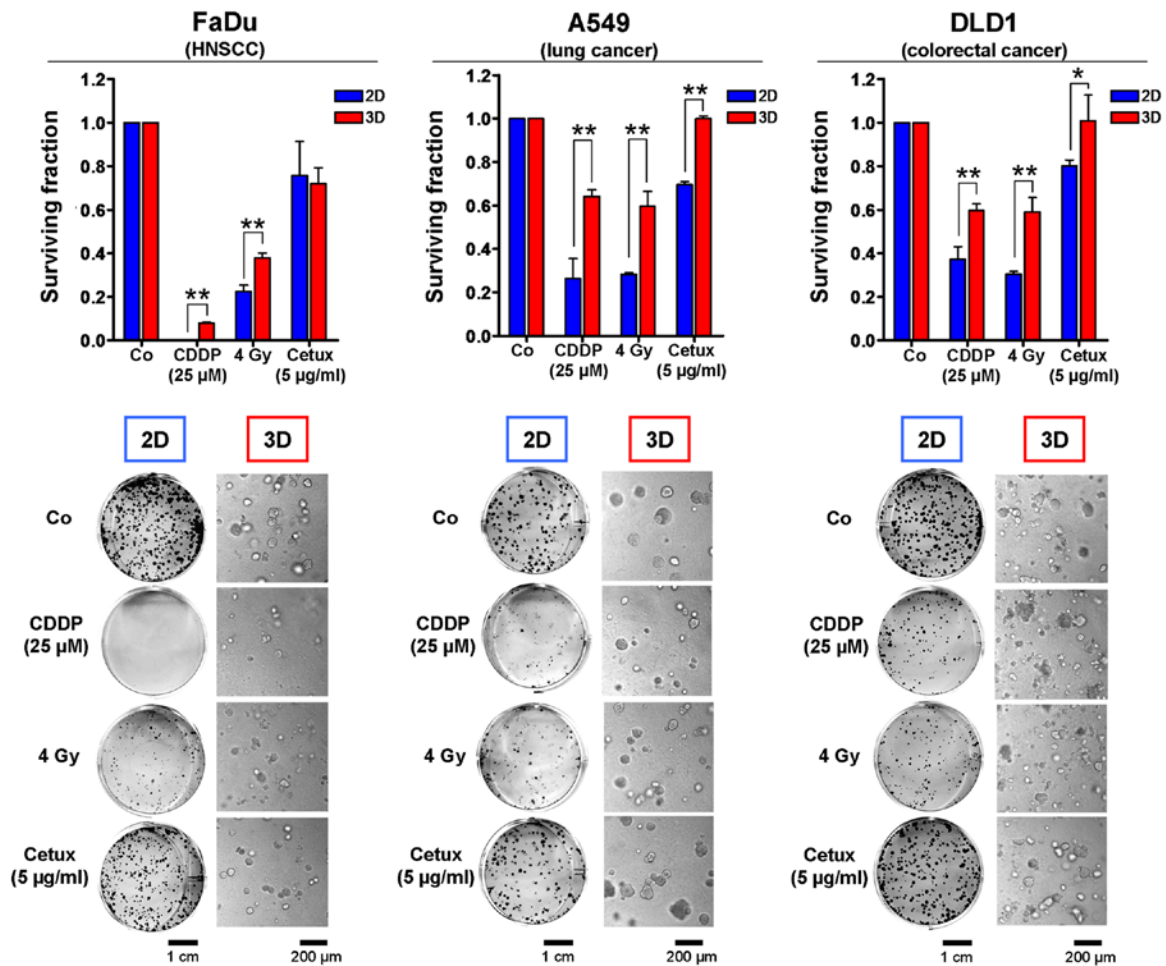 FaDu
(HNSCC)
1.2
1.0
0.8
0.6
0.4
0.2
0.0
Surviving fraction
2D
3D
**
**
Co
CDDP
(25 µM)
4 Gy
Cetux
(5 µg/ml)
A549
(lung cancer)
1.2
1.0
0.8
0.6
0.4
0.2
0.0
Surviving fraction
2D
3D
**
**
**
Co
CDDP
(25 µM)
4 Gy
Cetux
(5 µg/ml)
DLD1
(colorectal cancer)
1.2
1.0
0.8
0.6
0.4
0.2
0.0
Surviving fraction
2D
3D
**
**
*
Co
CDDP
(25 µM)
4 Gy
Cetux
(5 µg/ml)
2D
3D
Co
CDDP
(25 µM)
4 Gy
Cetux
(5 µg/ml)
1 cm
200 µm
2D
3D
Co
CDDP
(25 µM)
4 Gy
Cetux
(5 µg/ml)
1 cm
200 µm
2D
3D
Co
CDDP
(25 µM)
4 Gy
Cetux
(5 µg/ml)
1 cm
200 µm